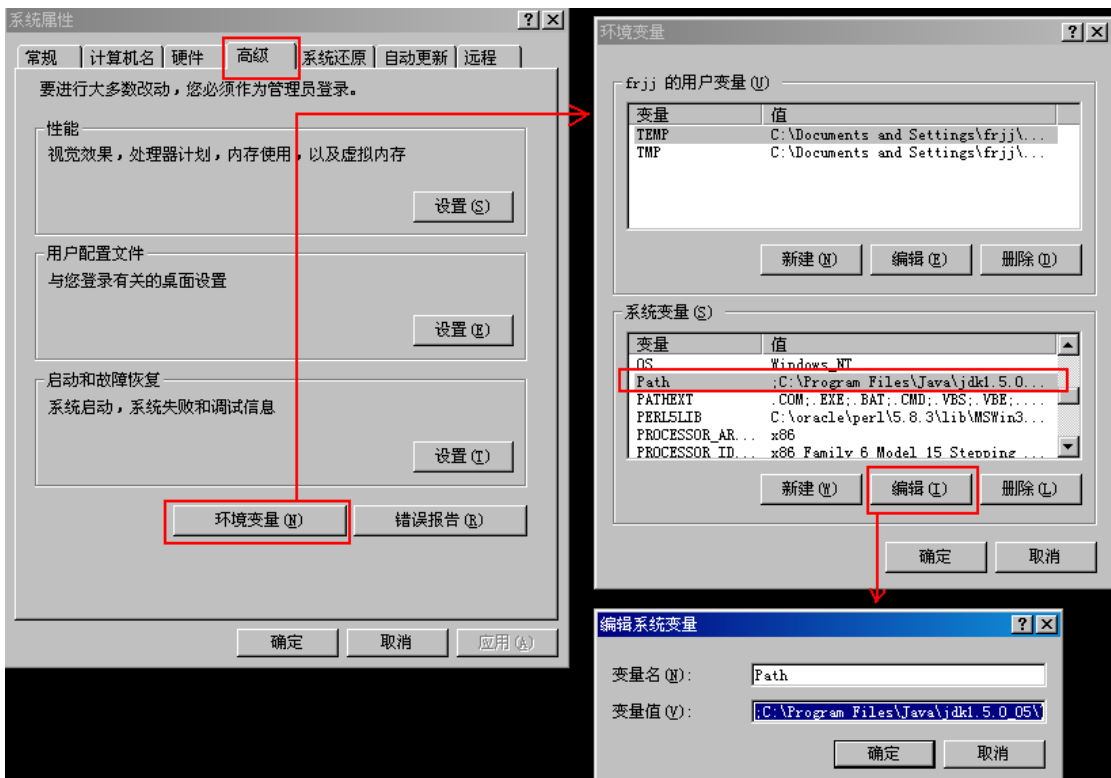 系统属性
常规 计算机名 硬件 高级 系统还原 自动更新 远程
要进行大多数改动，您必须作为管理员登录。
性能
视觉效果，处理器计划，内存使用，以及虚拟内存
设置(S)
用户配置文件
与您登录有关的桌面设置
设置(E)
启动和故障恢复
系统启动，系统失败和调试信息
设置(T)
环境变量(N) 错误报告(R)
确定 取消 应用(A)
环境变量
frjj 的用户变量(U)
变量 值
TEMP C:\Documents and Settings\frjj\...
TMP C:\Documents and Settings\frjj\...
新建(N) 编辑(E) 删除(D)
系统变量(S)
变量 值
OS Windows_NT
Path ;C:\Program Files\Java\jdk1.5.0...
PATHEXT .COM;.EXE;.BAT;.CMD;.VBS;.VBE;....
PERL5LIB C:\oracle\perl\5.8.3\lib\MSWin3...
PROCESSOR_AR... x86
PROCESSOR_ID... x86 Family 6 Model 15 Stepping ...
新建(W) 编辑(I) 删除(L)
确定 取消
编辑系统变量
变量名(N): Path
变量值(V): ;C:\Program Files\Java\jdk1.5.0_05\
确定 取消